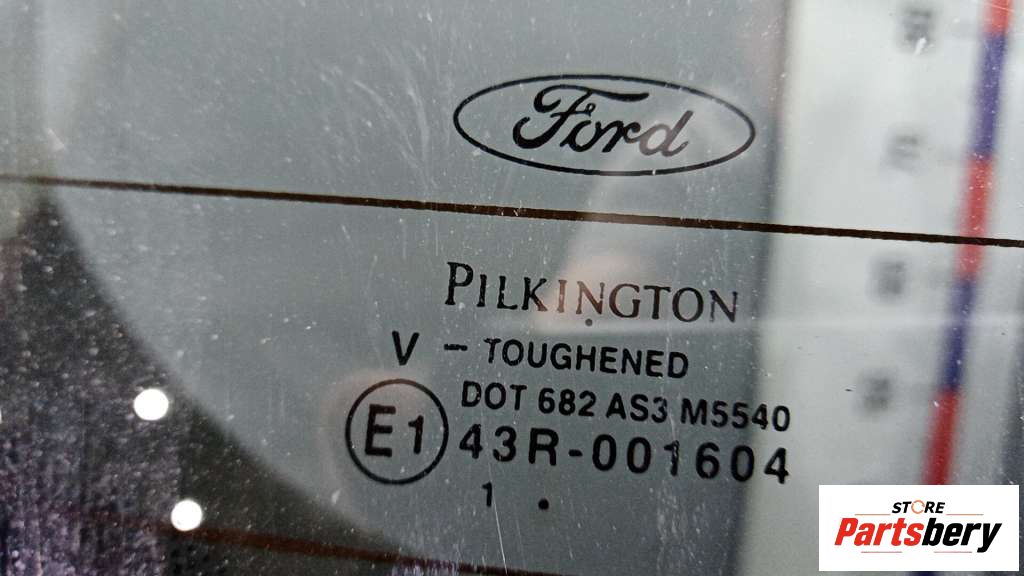 Ford
PILKINGTON
V - TOUGHENED
DOT 682 AS3 M5540
E1 43R-001604
1 .
STORE
Partsbery